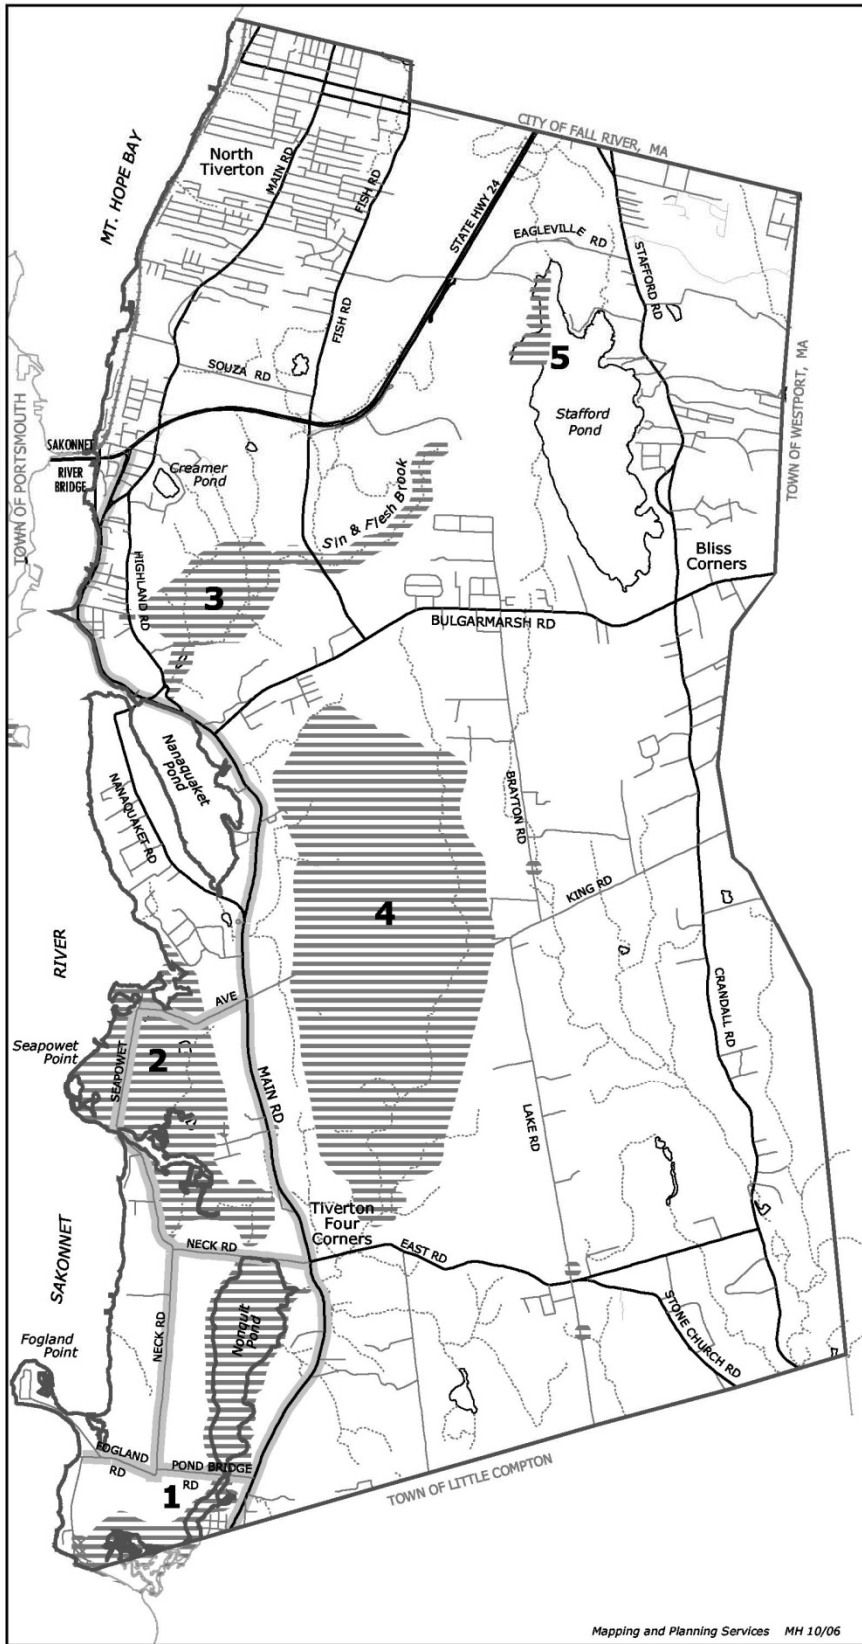 CITY OF FALL RIVER, MA
MT. HOPE BAY
North
Tiverton
MAIN RD
FISH RD
STATE HWY 24
EAGLEVILLE RD
STAFFORD RD
FISH RD
SOUZA RD
5
Stafford
Pond
TOWN OF WESTPORT, MA
TOWN OF PORTSMOUTH
SAKONNET
RIVER
BRIDGE
Creamer
Pond
Sin & Flesh Brook
HIGHLAND RD
3
Bliss
Corners
BULGARMARSH RD
Nanaquaket
Pond
NANAQUAKET RD
BRAYTON RD
KING RD
4
RIVER
AVE
CRANDALL RD
Seapowet
Point
SEAPOWET
2
MAIN RD
LAKE RD
Tiverton
Four
Corners
SAKONNET
NECK RD
EAST RD
NECK RD
Nonquit
Pond
STONE CHURCH RD
Fogland
Point
FOGLAND
RD
POND BRIDGE
RD
1
TOWN OF LITTLE COMPTON
Mapping and Planning Services MH 10/06